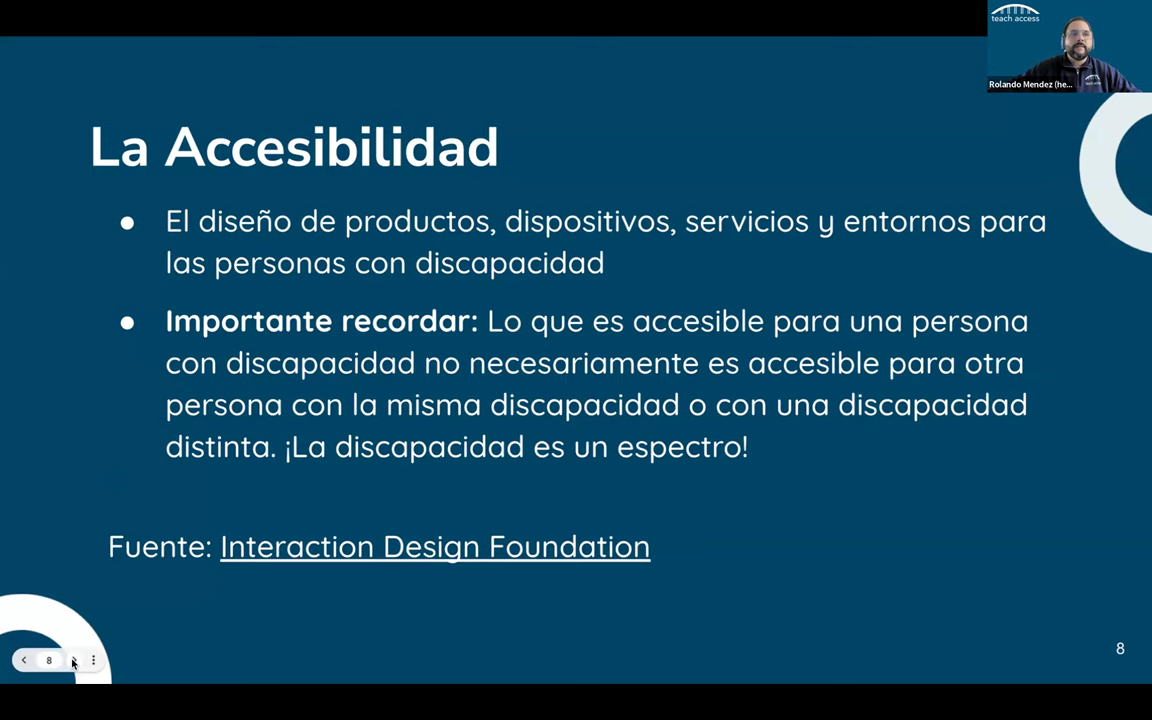 teach access
Rolando Mendez (he...
La Accesibilidad
● El diseño de productos, dispositivos, servicios y entornos para
las personas con discapacidad
● Importante recordar: Lo que es accesible para una persona
con discapacidad no necesariamente es accesible para otra
persona con la misma discapacidad o con una discapacidad
distinta. ¡La discapacidad es un espectro!
Fuente: Interaction Design Foundation
8
8